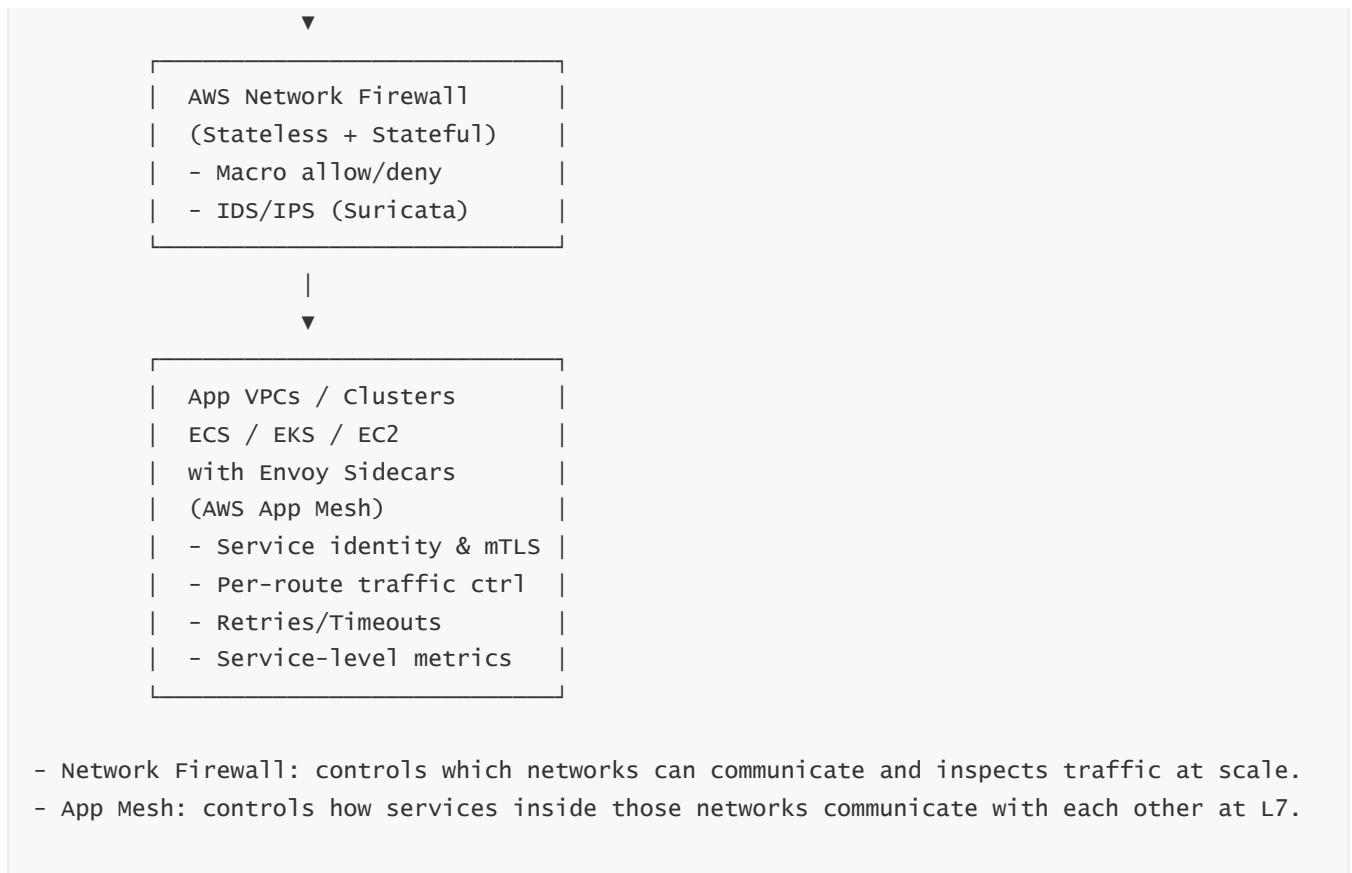 ▼
AWS Network Firewall
(Stateless + Stateful)
- Macro allow/deny
- IDS/IPS (Suricata)
|
▼
App VPCs / Clusters
ECS / EKS / EC2
with Envoy Sidecars
(AWS App Mesh)
- Service identity & mTLS
- Per-route traffic ctrl
- Retries/Timeouts
- Service-level metrics
- Network Firewall: controls which networks can communicate and inspects traffic at scale.
- App Mesh: controls how services inside those networks communicate with each other at L7.